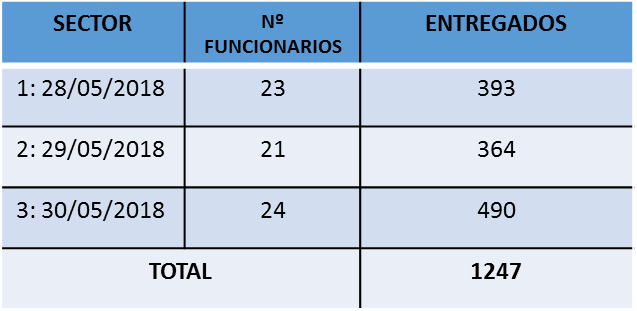 SECTOR Nº FUNCIONARIOS ENTREGADOS
1: 28/05/2018 23 393
2: 29/05/2018 21 364
3: 30/05/2018 24 490
TOTAL 1247